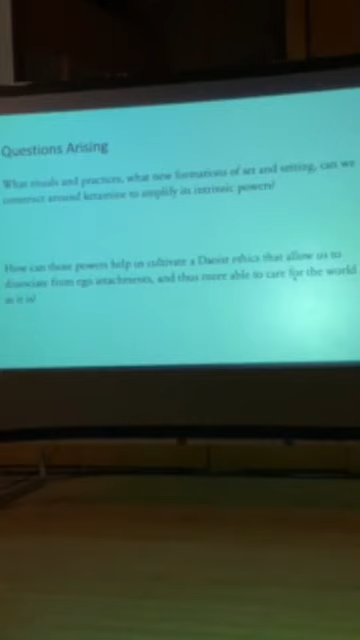 Questions Arising
What rituals and practices, what new formations of set and setting, can we
construct around ketamine to amplify its intrinsic powers?
How can those powers help us cultivate a Daoist ethics that allow us to
dissociate from ego attachments, and thus more able to care for the world
as it is?